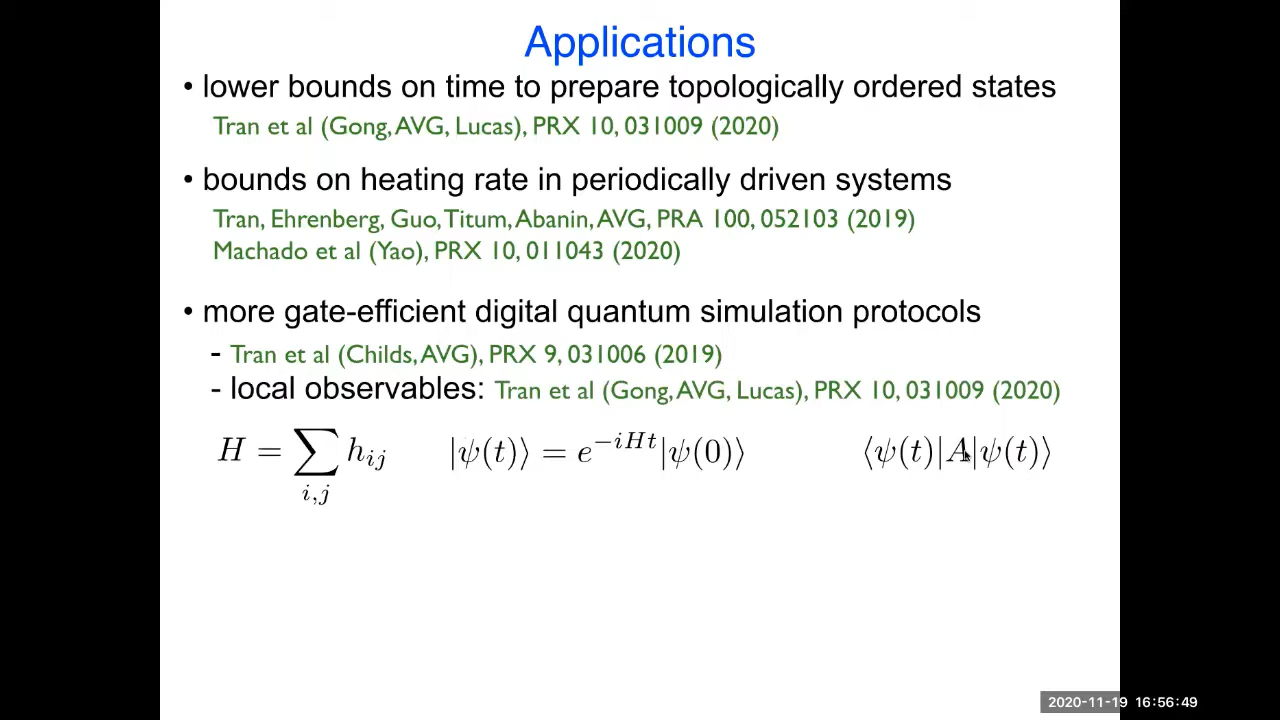 Applications
• lower bounds on time to prepare topologically ordered states
Tran et al (Gong, AVG, Lucas), PRX 10, 031009 (2020)
• bounds on heating rate in periodically driven systems
Tran, Ehrenberg, Guo, Titum, Abanin, AVG, PRA 100, 052103 (2019)
Machado et al (Yao), PRX 10, 011043 (2020)
• more gate-efficient digital quantum simulation protocols
- Tran et al (Childs, AVG), PRX 9, 031006 (2019)
- local observables: Tran et al (Gong, AVG, Lucas), PRX 10, 031009 (2020)
H = ∑_{i,j} h_{ij} |ψ(t)⟩ = e^{−iHt}|ψ(0)⟩ ⟨ψ(t)|A|ψ(t)⟩
2020-11-19 16:56:49